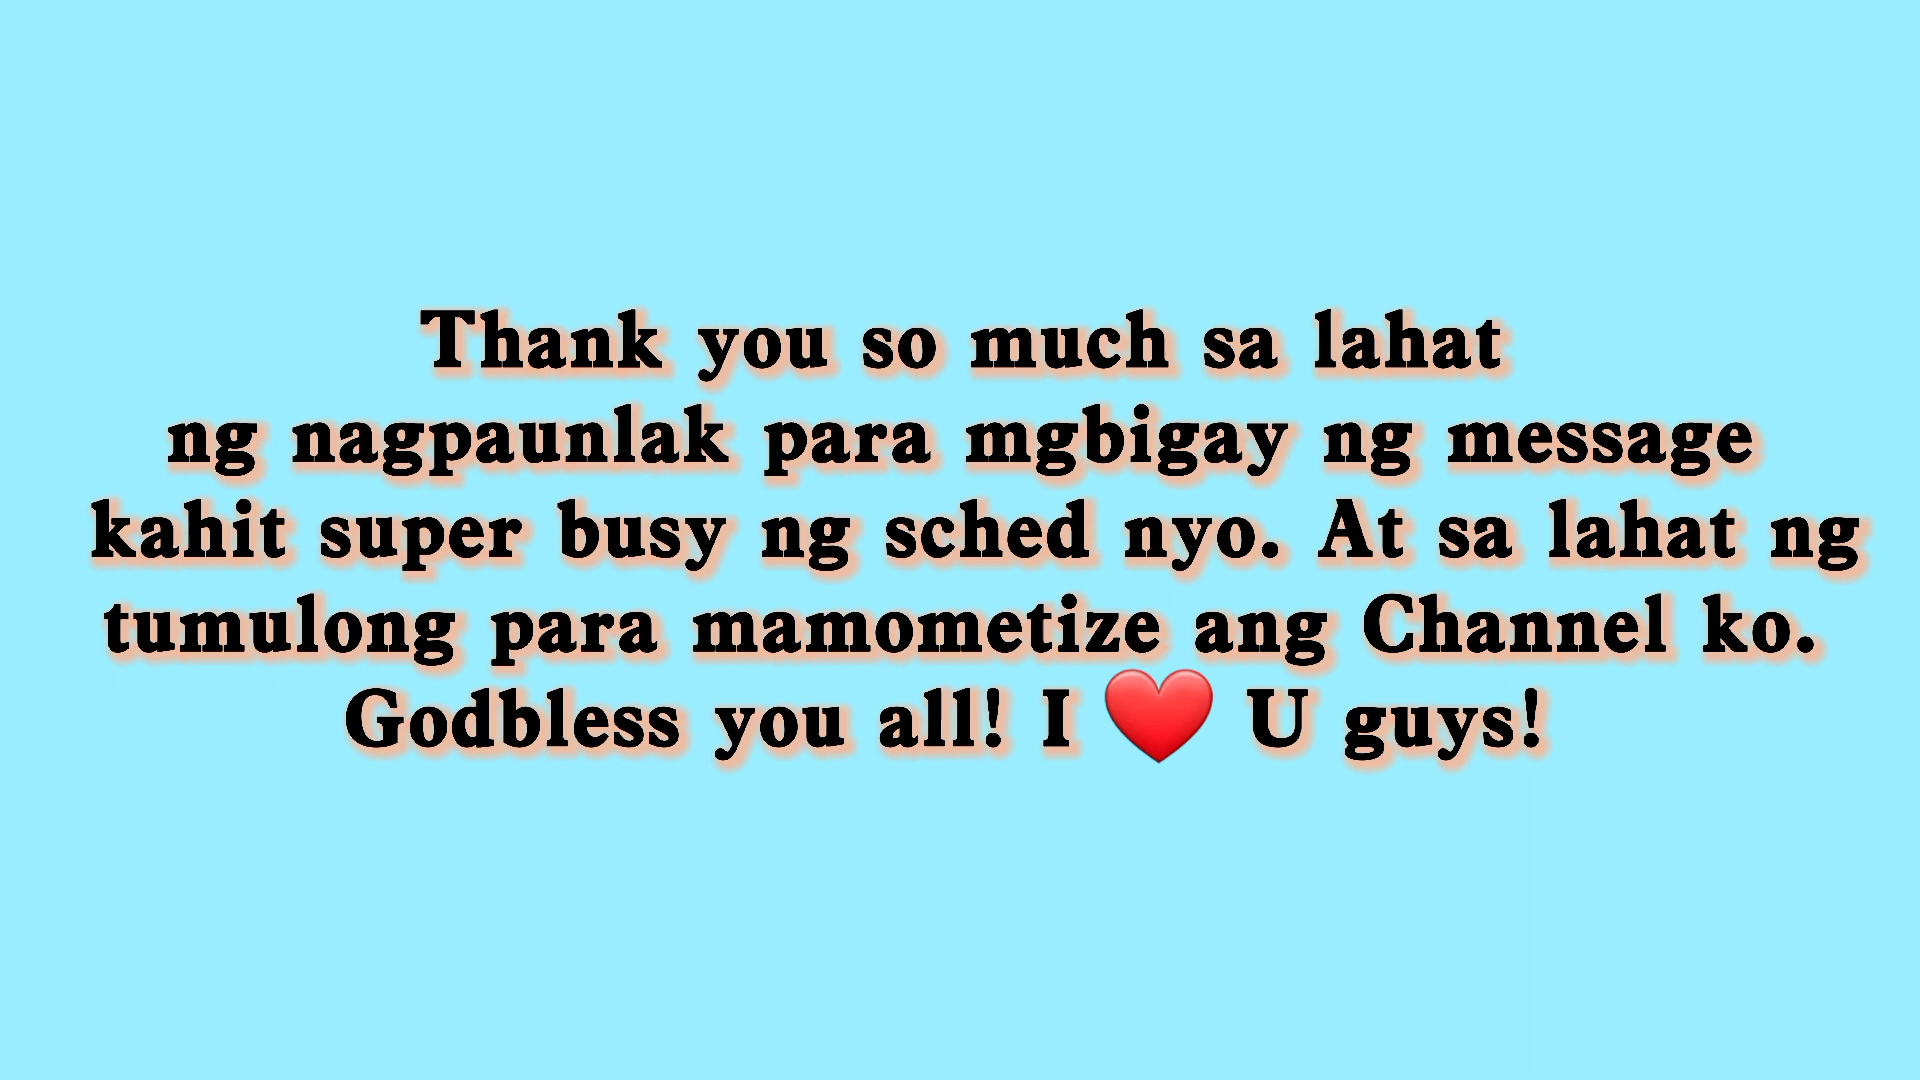 Thank you so much sa lahat
ng nagpaunlak para mgbigay ng message
kahit super busy ng sched nyo. At sa lahat ng
tumulong para mamometize ang Channel ko.
Godbless you all! I ❤️ U guys!